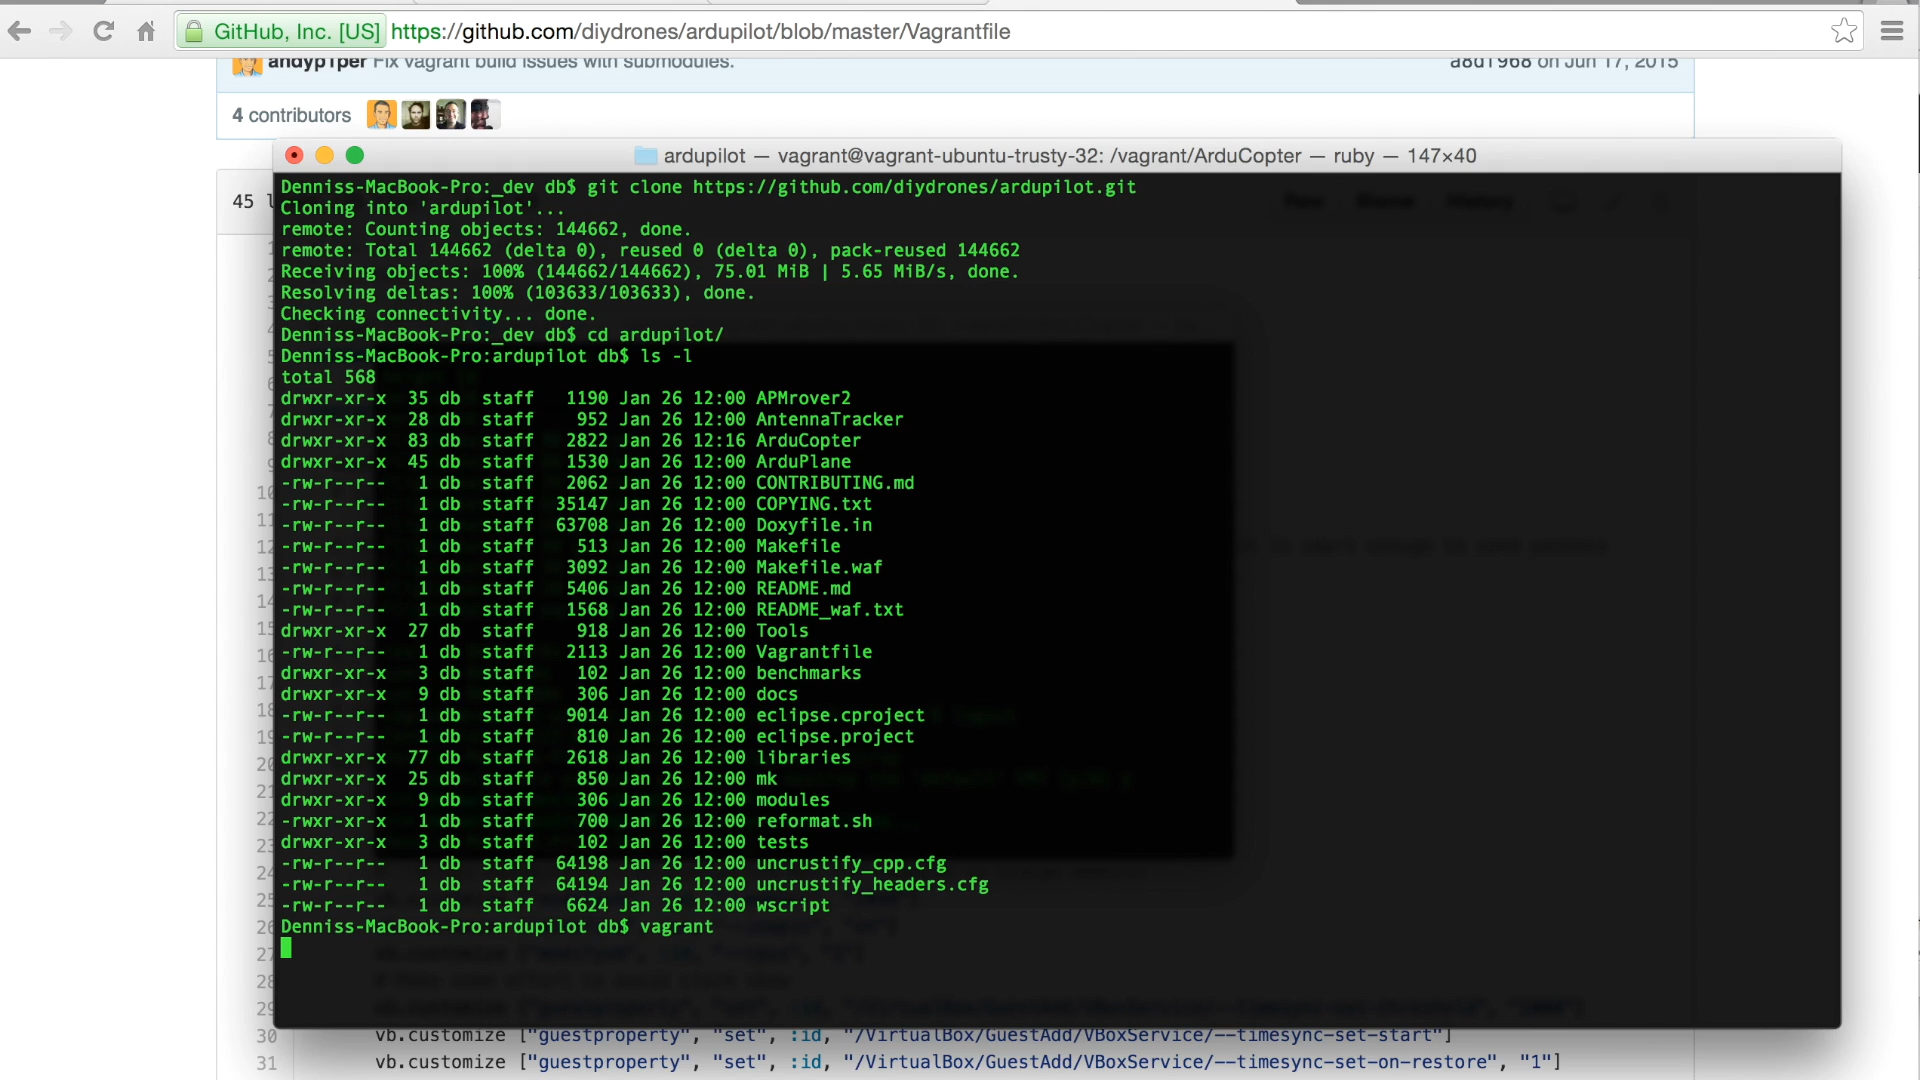 GitHub, Inc. [US] https://github.com/diydrones/ardupilot/blob/master/Vagrantfile
andyp1per Fix vagrant build issues with submodules. a8d1968 on Jun 17, 2015
4 contributors
ardupilot — vagrant@vagrant-ubuntu-trusty-32: /vagrant/ArduCopter — ruby — 147×40
45
Denniss-MacBook-Pro:_dev db$ git clone https://github.com/diydrones/ardupilot.git
Cloning into 'ardupilot'...
remote: Counting objects: 144662, done.
remote: Total 144662 (delta 0), reused 0 (delta 0), pack-reused 144662
Receiving objects: 100% (144662/144662), 75.01 MiB | 5.65 MiB/s, done.
Resolving deltas: 100% (103633/103633), done.
Checking connectivity... done.
Denniss-MacBook-Pro:_dev db$ cd ardupilot/
Denniss-MacBook-Pro:ardupilot db$ ls -l
total 568
drwxr-xr-x 35 db staff 1190 Jan 26 12:00 APMrover2
drwxr-xr-x 28 db staff 952 Jan 26 12:00 AntennaTracker
drwxr-xr-x 83 db staff 2822 Jan 26 12:16 ArduCopter
drwxr-xr-x 45 db staff 1530 Jan 26 12:00 ArduPlane
-rw-r--r-- 1 db staff 2062 Jan 26 12:00 CONTRIBUTING.md
-rw-r--r-- 1 db staff 35147 Jan 26 12:00 COPYING.txt
-rw-r--r-- 1 db staff 63708 Jan 26 12:00 Doxyfile.in
-rw-r--r-- 1 db staff 513 Jan 26 12:00 Makefile
-rw-r--r-- 1 db staff 3092 Jan 26 12:00 Makefile.waf
-rw-r--r-- 1 db staff 5406 Jan 26 12:00 README.md
-rw-r--r-- 1 db staff 1568 Jan 26 12:00 README_waf.txt
drwxr-xr-x 27 db staff 918 Jan 26 12:00 Tools
-rw-r--r-- 1 db staff 2113 Jan 26 12:00 Vagrantfile
drwxr-xr-x 3 db staff 102 Jan 26 12:00 benchmarks
drwxr-xr-x 9 db staff 306 Jan 26 12:00 docs
-rw-r--r-- 1 db staff 9014 Jan 26 12:00 eclipse.cproject
-rw-r--r-- 1 db staff 810 Jan 26 12:00 eclipse.project
drwxr-xr-x 77 db staff 2618 Jan 26 12:00 libraries
drwxr-xr-x 25 db staff 850 Jan 26 12:00 mk
drwxr-xr-x 9 db staff 306 Jan 26 12:00 modules
-rwxr-xr-x 1 db staff 700 Jan 26 12:00 reformat.sh
drwxr-xr-x 3 db staff 102 Jan 26 12:00 tests
-rw-r--r-- 1 db staff 64198 Jan 26 12:00 uncrustify_cpp.cfg
-rw-r--r-- 1 db staff 64194 Jan 26 12:00 uncrustify_headers.cfg
-rw-r--r-- 1 db staff 6624 Jan 26 12:00 wscript
Denniss-MacBook-Pro:ardupilot db$ vagrant
27
28
29
30 vb.customize ["guestproperty", "set", :id, "/VirtualBox/GuestAdd/VBoxService/--timesync-set-start"]
31 vb.customize ["guestproperty", "set", :id, "/VirtualBox/GuestAdd/VBoxService/--timesync-set-on-restore", "1"]